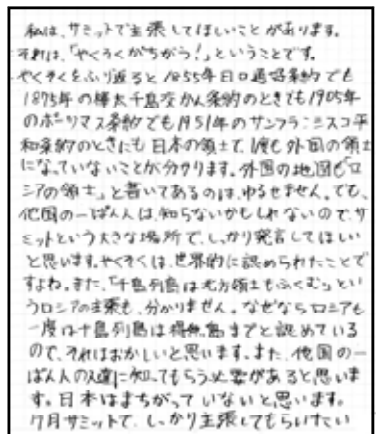 私は、サミットで主張してほしいことがあります。
それは、「やくそくがちがう!」ということです。
やくそくをふり返ると1855年日ロ通好条約でも
1875年の樺太千島交かん条約のときでも1905年
のポーツマス条約でも1951年のサンフランシスコ平
和条約のときにも日本の領土で、1度も外国の領土
になっていないことが分かります。外国の地図も「ロ
シアの領土」と書いてあるのは、ゆるせません。でも、
他国の一ぱん人は、知らないかもしれないので、サ
ミットという大きな場所で、しっかり発言してほしい
と思います。やくそくは、世界的に認められたことで
すよね。また、「千島列島は北方領土もふくむ」とい
うロシアの主張も、分かりません。なぜならロシアも
一度は千島列島は得撫島までと認めている
ので、それはおかしいと思います。また、他国の一
ぱん人の人達に知ってもらう必要があると思いま
す。日本はまちがっていないと思います。
7月サミットで、しっかり主張してもらいたい